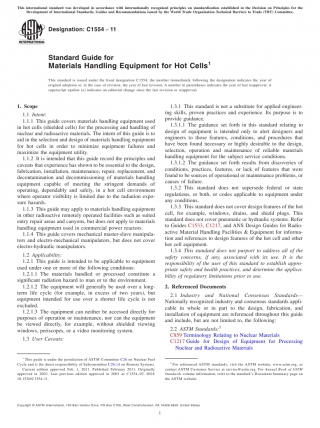 This international standard was developed in accordance with internationally recognized principles on standardization established in the Decision on Principles for the
Development of International Standards, Guides and Recommendations issued by the World Trade Organization Technical Barriers to Trade (TBT) Committee.
Designation: C1554 − 11
Standard Guide for
Materials Handling Equipment for Hot Cells1
This standard is issued under the fixed designation C1554; the number immediately following the designation indicates the year of
original adoption or, in the case of revision, the year of last revision. A number in parentheses indicates the year of last reapproval. A
superscript epsilon (ε) indicates an editorial change since the last revision or reapproval.
1. Scope
1.1 Intent:
1.1.1 This guide covers materials handling equipment used
in hot cells (shielded cells) for the processing and handling of
nuclear and radioactive materials. The intent of this guide is to
aid in the selection and design of materials handling equipment
for hot cells in order to minimize equipment failures and
maximize the equipment utility.
1.1.2 It is intended that this guide record the principles and
caveats that experience has shown to be essential to the design,
fabrication, installation, maintenance, repair, replacement, and
decontamination and decommissioning of materials handling
equipment capable of meeting the stringent demands of
operating, dependably and safely, in a hot cell environment
where operator visibility is limited due to the radiation expo-
sure hazards.
1.1.3 This guide may apply to materials handling equipment
in other radioactive remotely operated facilities such as suited
entry repair areas and canyons, but does not apply to materials
handling equipment used in commercial power reactors.
1.1.4 This guide covers mechanical master-slave manipula-
tors and electro-mechanical manipulators, but does not cover
electro-hydraulic manipulators.
1.2 Applicability:
1.2.1 This guide is intended to be applicable to equipment
used under one or more of the following conditions:
1.2.1.1 The materials handled or processed constitute a
significant radiation hazard to man or to the environment.
1.2.1.2 The equipment will generally be used over a long-
term life cycle (for example, in excess of two years), but
equipment intended for use over a shorter life cycle is not
excluded.
1.2.1.3 The equipment can neither be accessed directly for
purposes of operation or maintenance, nor can the equipment
be viewed directly, for example, without shielded viewing
windows, periscopes, or a video monitoring system.
1.3 User Caveats:
1.3.1 This standard is not a substitute for applied engineer-
ing skills, proven practices and experience. Its purpose is to
provide guidance.
1.3.1.1 The guidance set forth in this standard relating to
design of equipment is intended only to alert designers and
engineers to those features, conditions, and procedures that
have been found necessary or highly desirable to the design,
selection, operation and maintenance of reliable materials
handling equipment for the subject service conditions.
1.3.1.2 The guidance set forth results from discoveries of
conditions, practices, features, or lack of features that were
found to be sources of operational or maintenance problems, or
causes of failure.
1.3.2 This standard does not supersede federal or state
regulations, or both, or codes applicable to equipment under
any conditions.
1.3.3 This standard does not cover design features of the hot
cell, for example, windows, drains, and shield plugs. This
standard does not cover pneumatic or hydraulic systems. Refer
to Guides C1533, C1217, and ANS Design Guides for Radio-
active Material Handling Facilities & Equipment for informa-
tion and references to design features of the hot cell and other
hot cell equipment.
1.3.4 This standard does not purport to address all of the
safety concerns, if any, associated with its use. It is the
responsibility of the user of this standard to establish appro-
priate safety and health practices, and determine the applica-
bility of regulatory limitations prior to use.
2. Referenced Documents
2.1 Industry and National Consensus Standards—
Nationally recognized industry and consensus standards appli-
cable in whole or in part to the design, fabrication, and
installation of equipment are referenced throughout this guide
and include, but are not limited to, the following:
2.2 ASTM Standards:2
C859 Terminology Relating to Nuclear Materials
C1217 Guide for Design of Equipment for Processing
Nuclear and Radioactive Materials
1 This guide is under the jurisdiction of ASTM Committee C26 on Nuclear Fuel
Cycle and is the direct responsibility of Subcommittee C26.14 on Remote Systems.
Current edition approved Feb. 1, 2011. Published February 2011. Originally
2 For referenced ASTM standards, visit the ASTM website, www.astm.org, or
contact ASTM Customer Service at service@astm.org. For Annual Book of ASTM
Standards volume information, refer to the standard's Document Summary page on
the ASTM website.
Copyright © ASTM International, 100 Barr Harbor Drive, PO Box C700, West Conshohocken, PA 19428-2959. United States
1